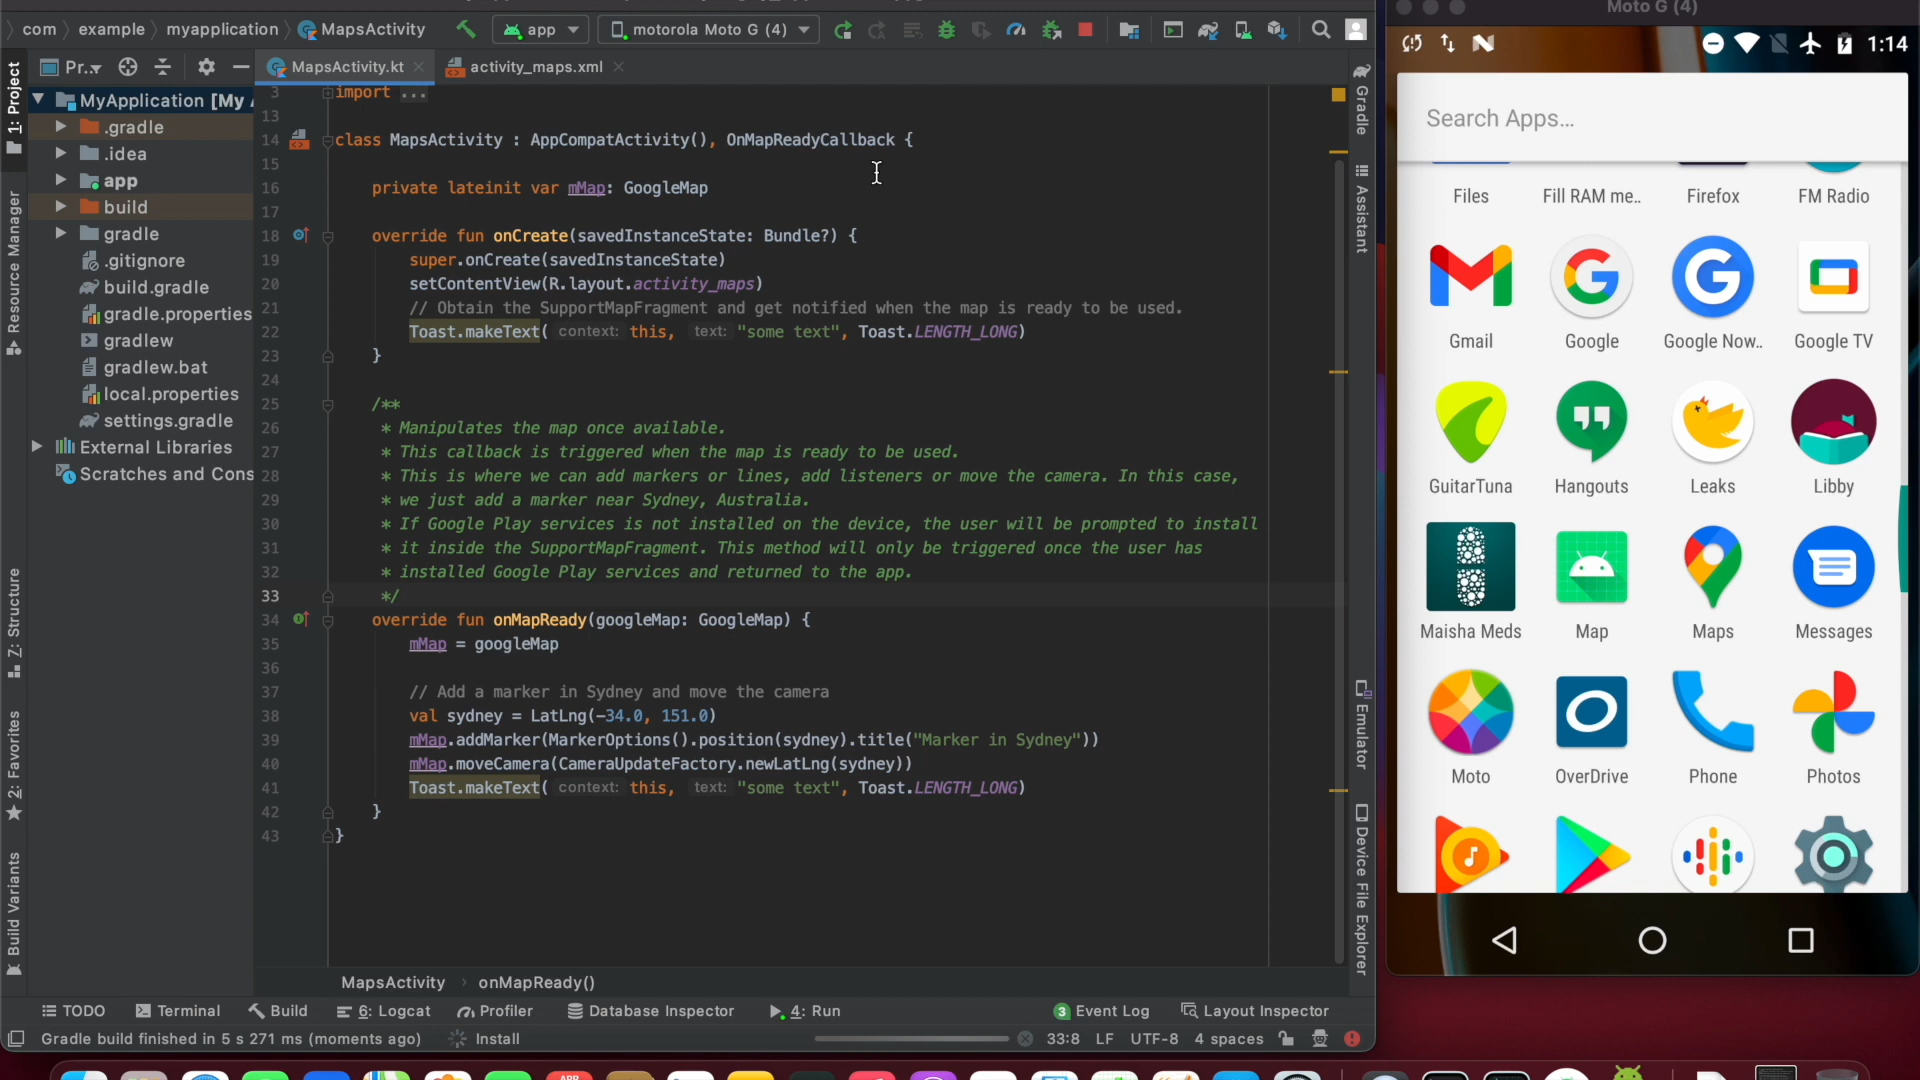 com
example
myapplication
MapsActivity
app
motorola Moto G (4)
Moto G (4)
1:14
1: Project
Pr...
MapsActivity.kt
activity_maps.xml
Gradle
MyApplication [My
.gradle
.idea
app
build
gradle
.gitignore
build.gradle
gradle.properties
gradlew
gradlew.bat
local.properties
settings.gradle
External Libraries
Scratches and Cons
Resource Manager
Z: Structure
2: Favorites
Build Variants
3 import ...
13
14 class MapsActivity : AppCompatActivity(), OnMapReadyCallback {
15
16 private lateinit var mMap: GoogleMap
17
18 override fun onCreate(savedInstanceState: Bundle?) {
19 super.onCreate(savedInstanceState)
20 setContentView(R.layout.activity_maps)
21 // Obtain the SupportMapFragment and get notified when the map is ready to be used.
22 Toast.makeText( context: this, text: "some text", Toast.LENGTH_LONG)
23 }
24
25 /**
26 * Manipulates the map once available.
27 * This callback is triggered when the map is ready to be used.
28 * This is where we can add markers or lines, add listeners or move the camera. In this case,
29 * we just add a marker near Sydney, Australia.
30 * If Google Play services is not installed on the device, the user will be prompted to install
31 * it inside the SupportMapFragment. This method will only be triggered once the user has
32 * installed Google Play services and returned to the app.
33 */
34 override fun onMapReady(googleMap: GoogleMap) {
35 mMap = googleMap
36
37 // Add a marker in Sydney and move the camera
38 val sydney = LatLng(-34.0, 151.0)
39 mMap.addMarker(MarkerOptions().position(sydney).title("Marker in Sydney"))
40 mMap.moveCamera(CameraUpdateFactory.newLatLng(sydney))
41 Toast.makeText( context: this, text: "some text", Toast.LENGTH_LONG)
42 }
43 }
Assistant
Emulator
Device File Explorer
MapsActivity
onMapReady()
TODO
Terminal
Build
6: Logcat
Profiler
Database Inspector
4: Run
3 Event Log
Layout Inspector
Gradle build finished in 5 s 271 ms (moments ago)
Install
33:8
LF
UTF-8
4 spaces
Search Apps...
Files
Fill RAM me..
Firefox
FM Radio
Gmail
Google
Google Now..
Google TV
GuitarTuna
Hangouts
Leaks
Libby
Maisha Meds
Map
Maps
Messages
Moto
OverDrive
Phone
Photos